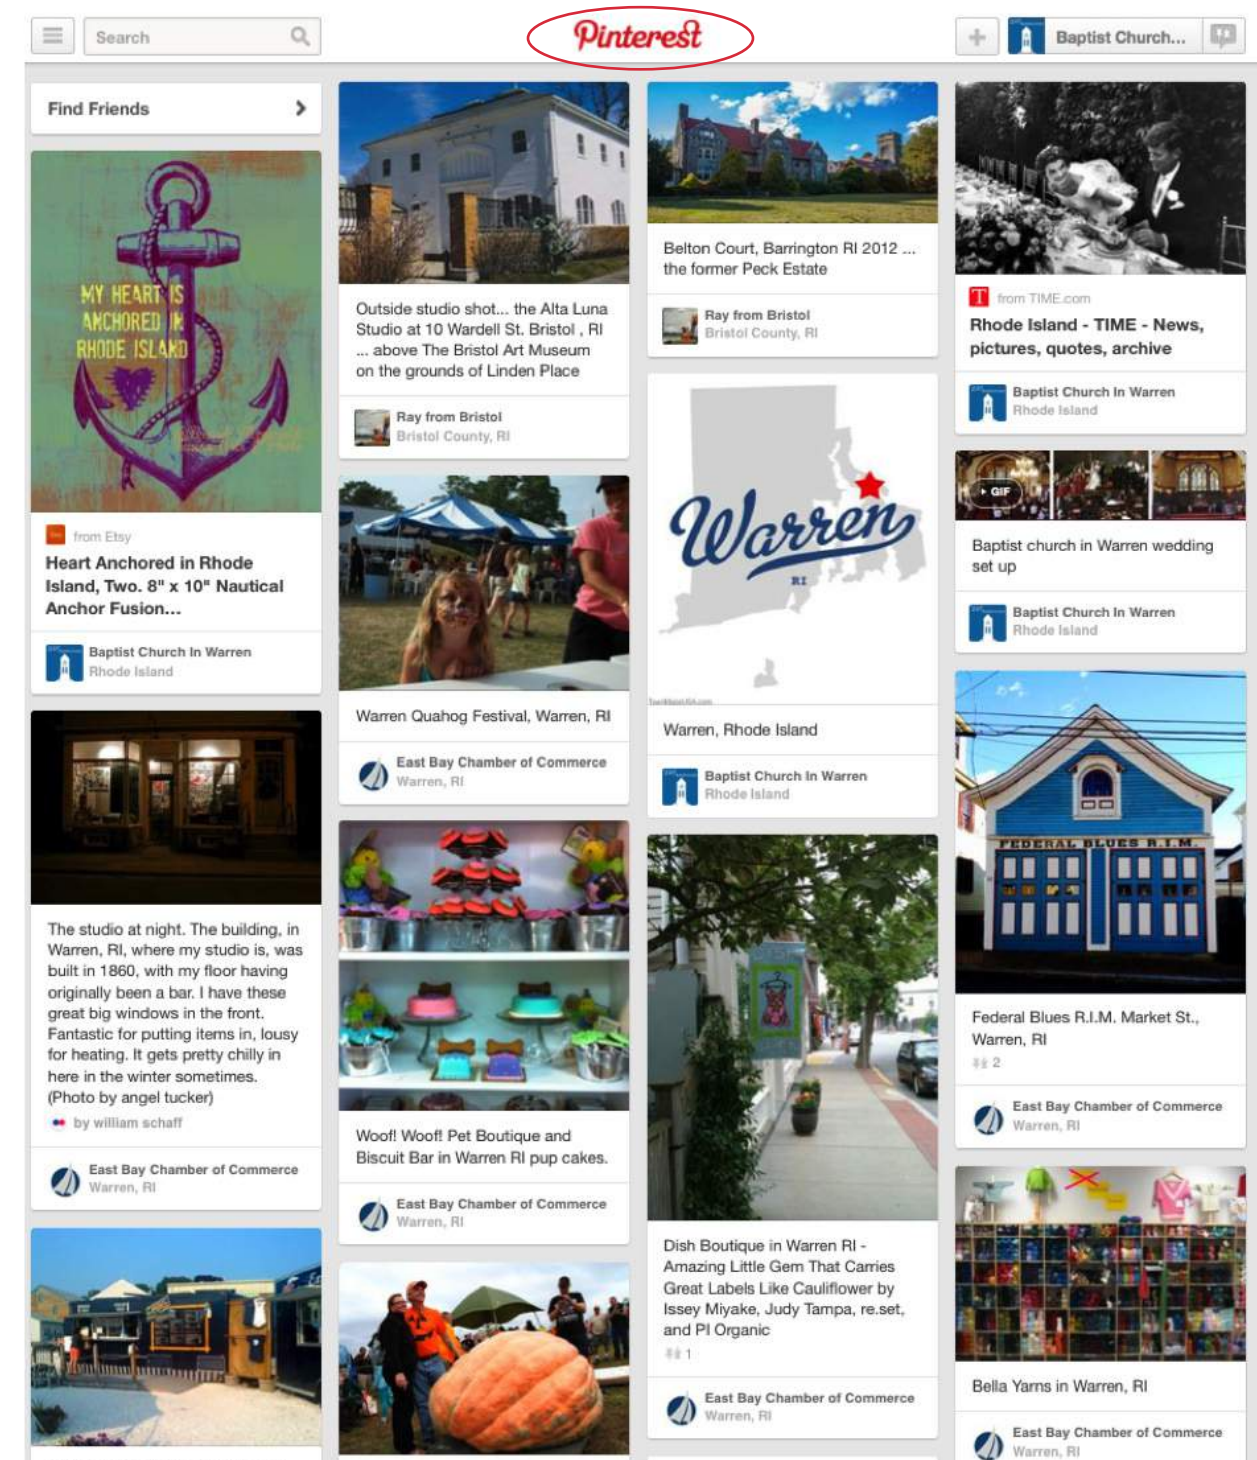 Search
Pinterest
Baptist Church...
Find Friends
MY HEART IS
ANCHORED IN
RHODE ISLAND
from Etsy
Heart Anchored in Rhode
Island, Two. 8" x 10" Nautical
Anchor Fusion...
Baptist Church In Warren
Rhode Island
The studio at night. The building, in
Warren, RI, where my studio is, was
built in 1860, with my floor having
originally been a bar. I have these
great big windows in the front.
Fantastic for putting items in, lousy
for heating. It gets pretty chilly in
here in the winter sometimes.
(Photo by angel tucker)
by william schaff
East Bay Chamber of Commerce
Warren, RI
Outside studio shot... the Alta Luna
Studio at 10 Wardell St. Bristol , RI
... above The Bristol Art Museum
on the grounds of Linden Place
Ray from Bristol
Bristol County, RI
Warren Quahog Festival, Warren, RI
East Bay Chamber of Commerce
Warren, RI
Woof! Woof! Pet Boutique and
Biscuit Bar in Warren RI pup cakes.
East Bay Chamber of Commerce
Warren, RI
Belton Court, Barrington RI 2012 ...
the former Peck Estate
Ray from Bristol
Bristol County, RI
Warren
RI
Warren, Rhode Island
Baptist Church In Warren
Rhode Island
Dish Boutique in Warren RI -
Amazing Little Gem That Carries
Great Labels Like Cauliflower by
Issey Miyake, Judy Tampa, re.set,
and PI Organic
1
East Bay Chamber of Commerce
Warren, RI
T from TIME.com
Rhode Island - TIME - News,
pictures, quotes, archive
Baptist Church In Warren
Rhode Island
GIF
Baptist church in Warren wedding
set up
Baptist Church In Warren
Rhode Island
FEDERAL BLUES R.I.M.
Federal Blues R.I.M. Market St.,
Warren, RI
2
East Bay Chamber of Commerce
Warren, RI
Bella Yarns in Warren, RI
East Bay Chamber of Commerce
Warren, RI